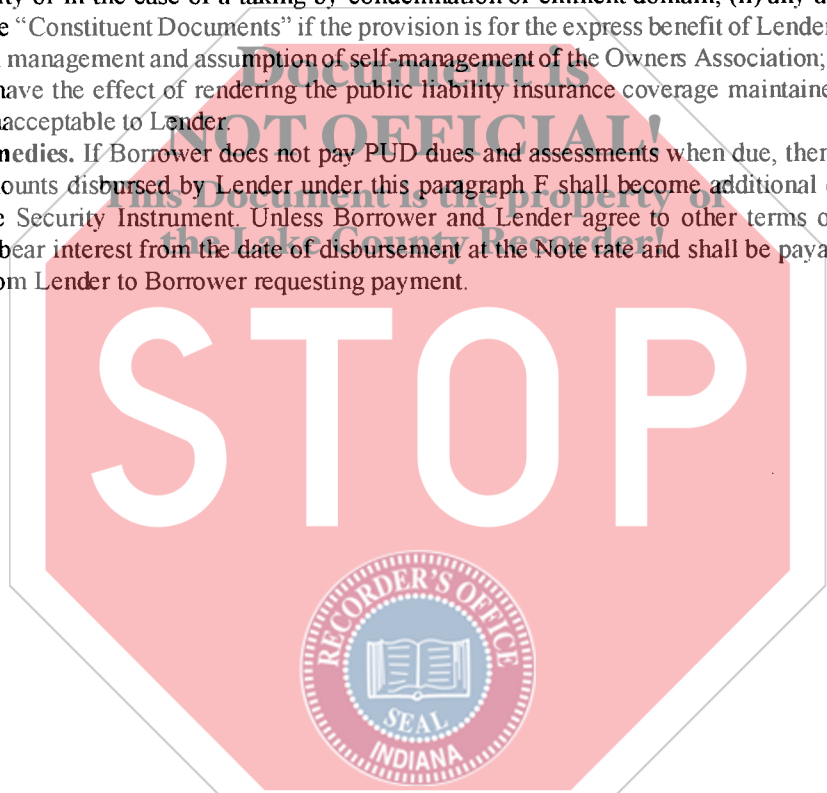 ty or in the case of a taking by condemnation or eminent domain; (ii) any a
e “Constituent Documents” if the provision is for the express benefit of Lender
management and assumption of self-management of the Owners Association;
have the effect of rendering the public liability insurance coverage maintaine
nacceptable to Lender.
nedies. If Borrower does not pay PUD dues and assessments when due, then
ounts disbursed by Lender under this paragraph F shall become additional
e Security Instrument. Unless Borrower and Lender agree to other terms o
bear interest from the date of disbursement at the Note rate and shall be paya
om Lender to Borrower requesting payment.
Document is
NOT OFFICIAL!
This Document is the property of
the Lake County Recorder!
STOP
RECORDER'S OFFICE
SEAL
INDIANA